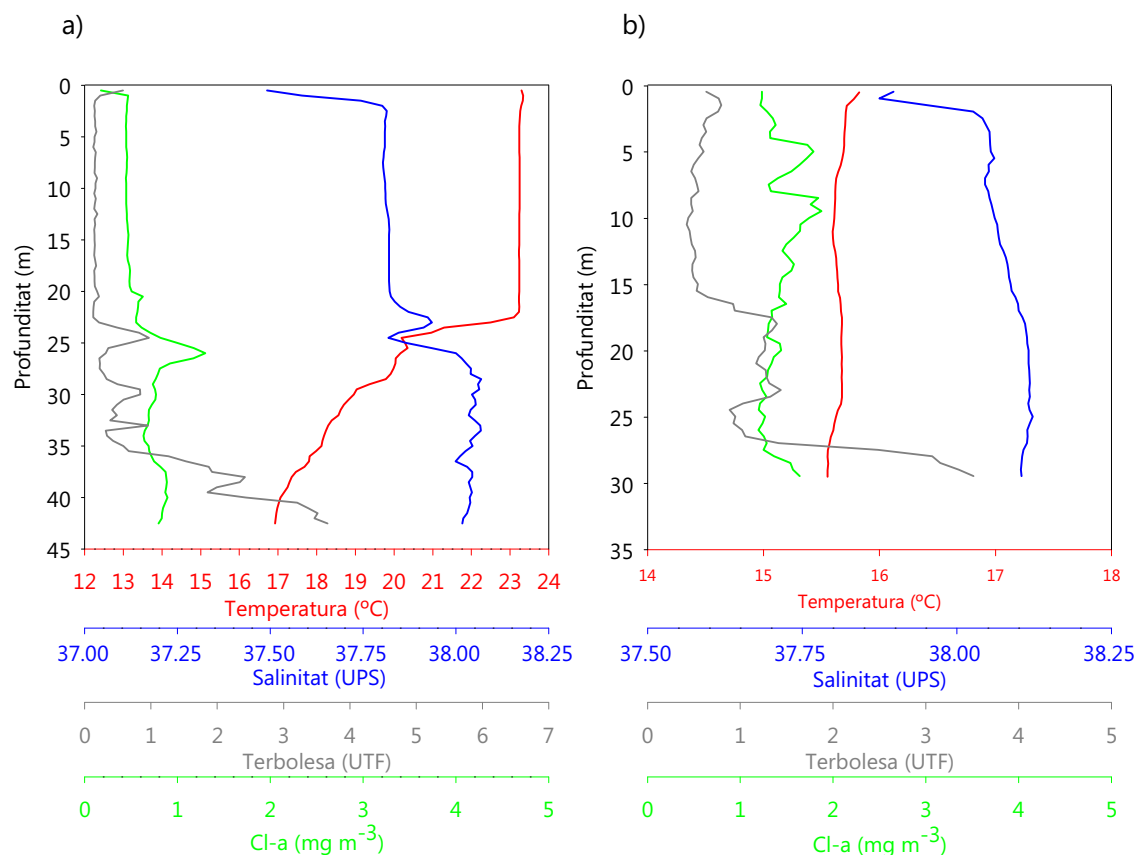 a)
b)
0
5
10
15
20
25
30
35
40
45
Profunditat (m)
12 13 14 15 16 17 18 20 21 22 23 24
Temperatura (ºC)
37.00 37.25 37.50 37.75 38.00 38.25
Salinitat (UPS)
0 1 2 3 4 5 6 7
Terbolesa (UTF)
0 1 2 3 4 5
Cl-a (mg m-3)
0
5
10
15
20
25
30
35
Profunditat (m)
14 15 16 17 18
Temperatura (ºC)
37.50 37.75 38.00 38.25
Salinitat (UPS)
0 1 2 3 4 5
Terbolesa (UTF)
0 1 2 3 4 5
Cl-a (mg m-3)